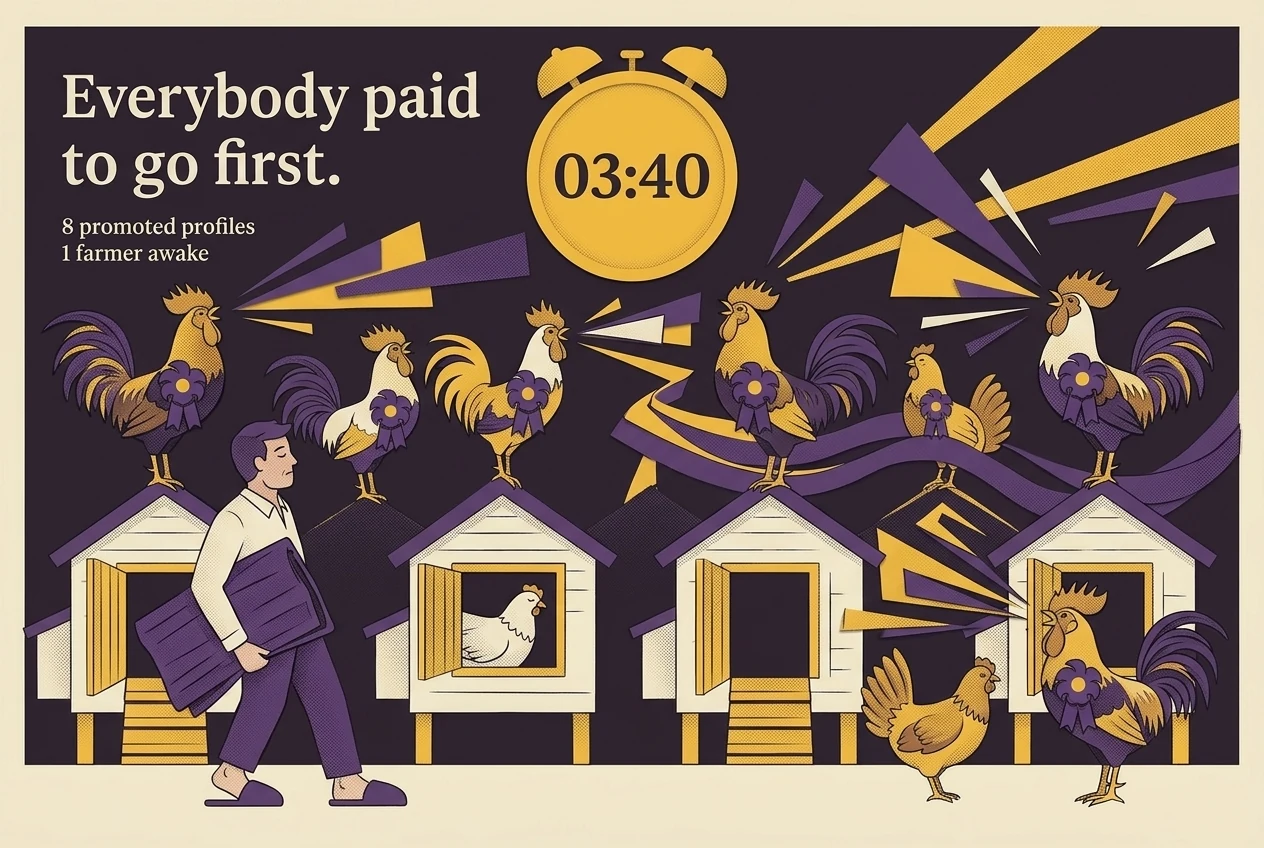 Everybody paid
to go first.
8 promoted profiles
1 farmer awake
03:40